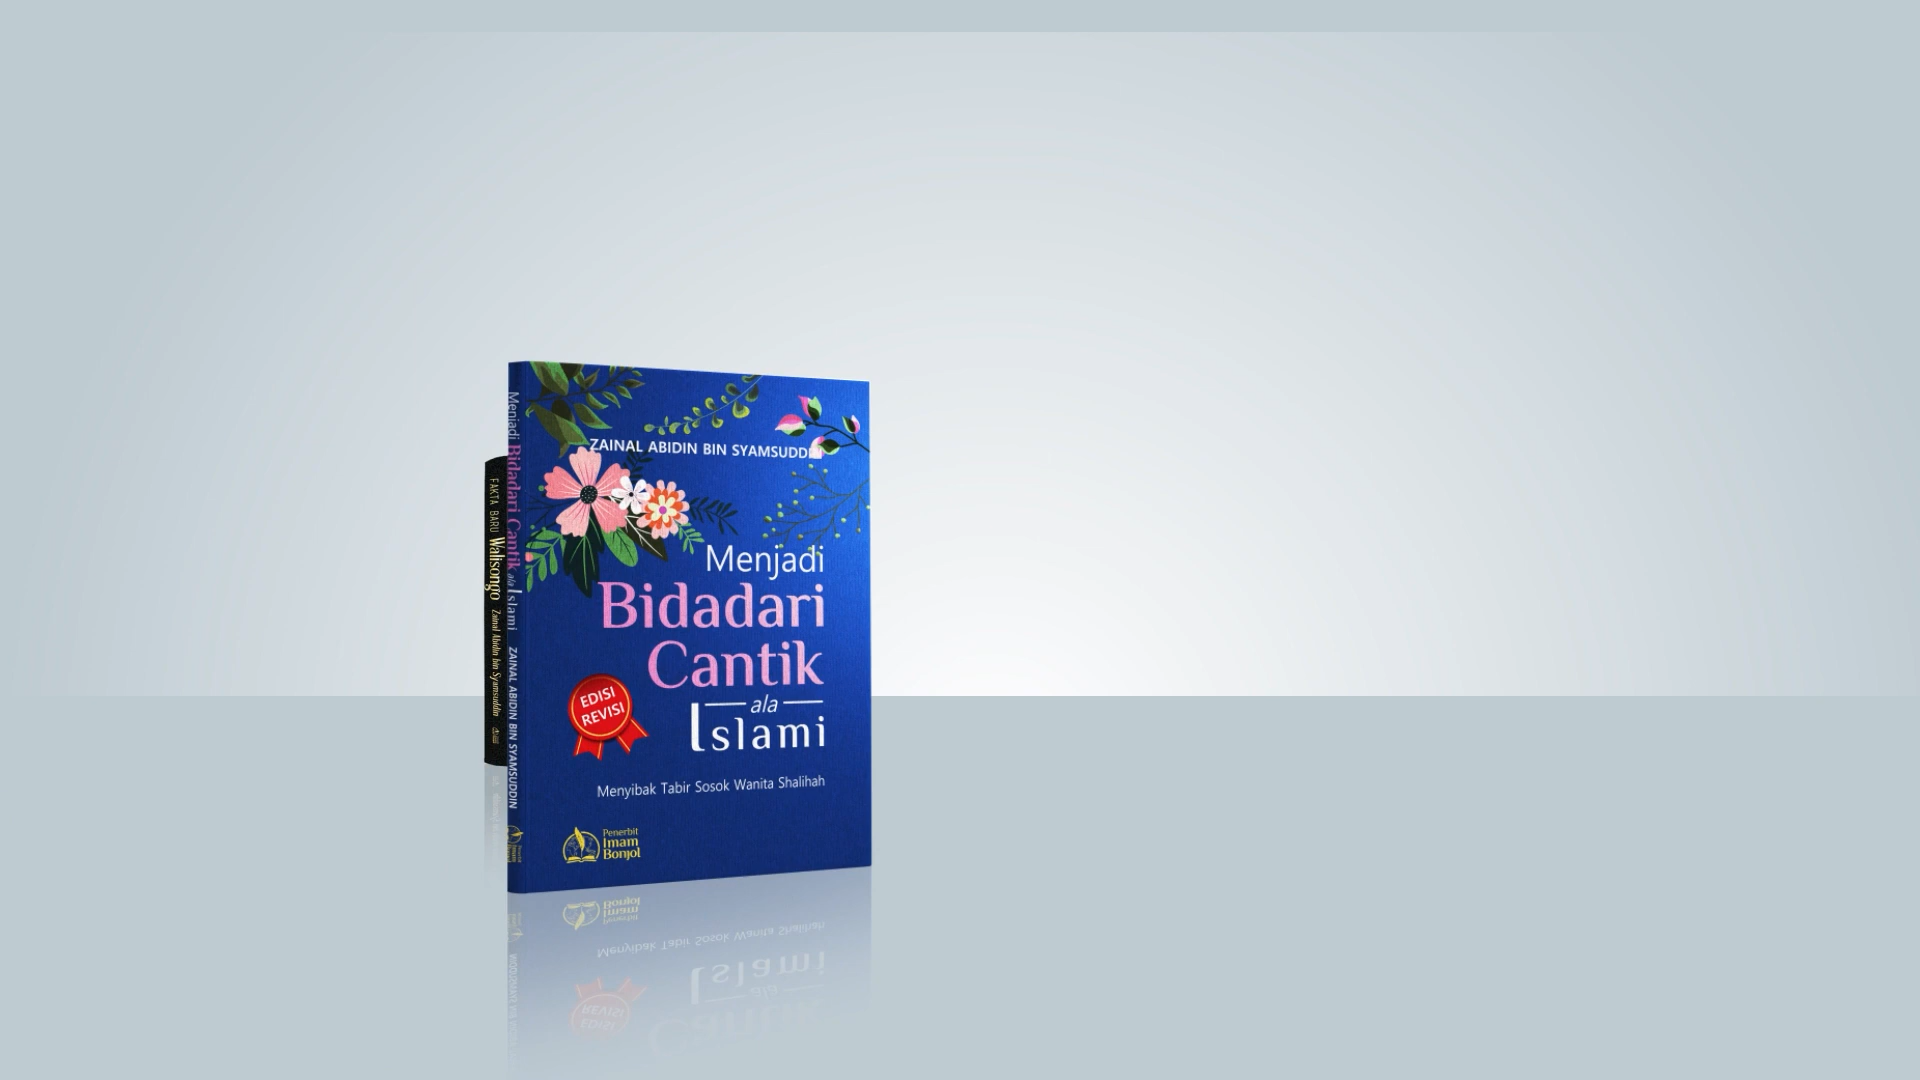 ZAINAL ABIDIN BIN SYAMSUDDIN
Menjadi
Bidadari
Cantik
ala
Islami
EDISI
REVISI
Menyibak Tabir Sosok Wanita Shalihah
Penerbit
Imam
Bonjol
Menjadi Bidadari Cantik ala Islami ZAINAL ABIDIN BIN SYAMSUDDIN
FAKTA BARU Walisongo Zainal Abidin bin Syamsuddin